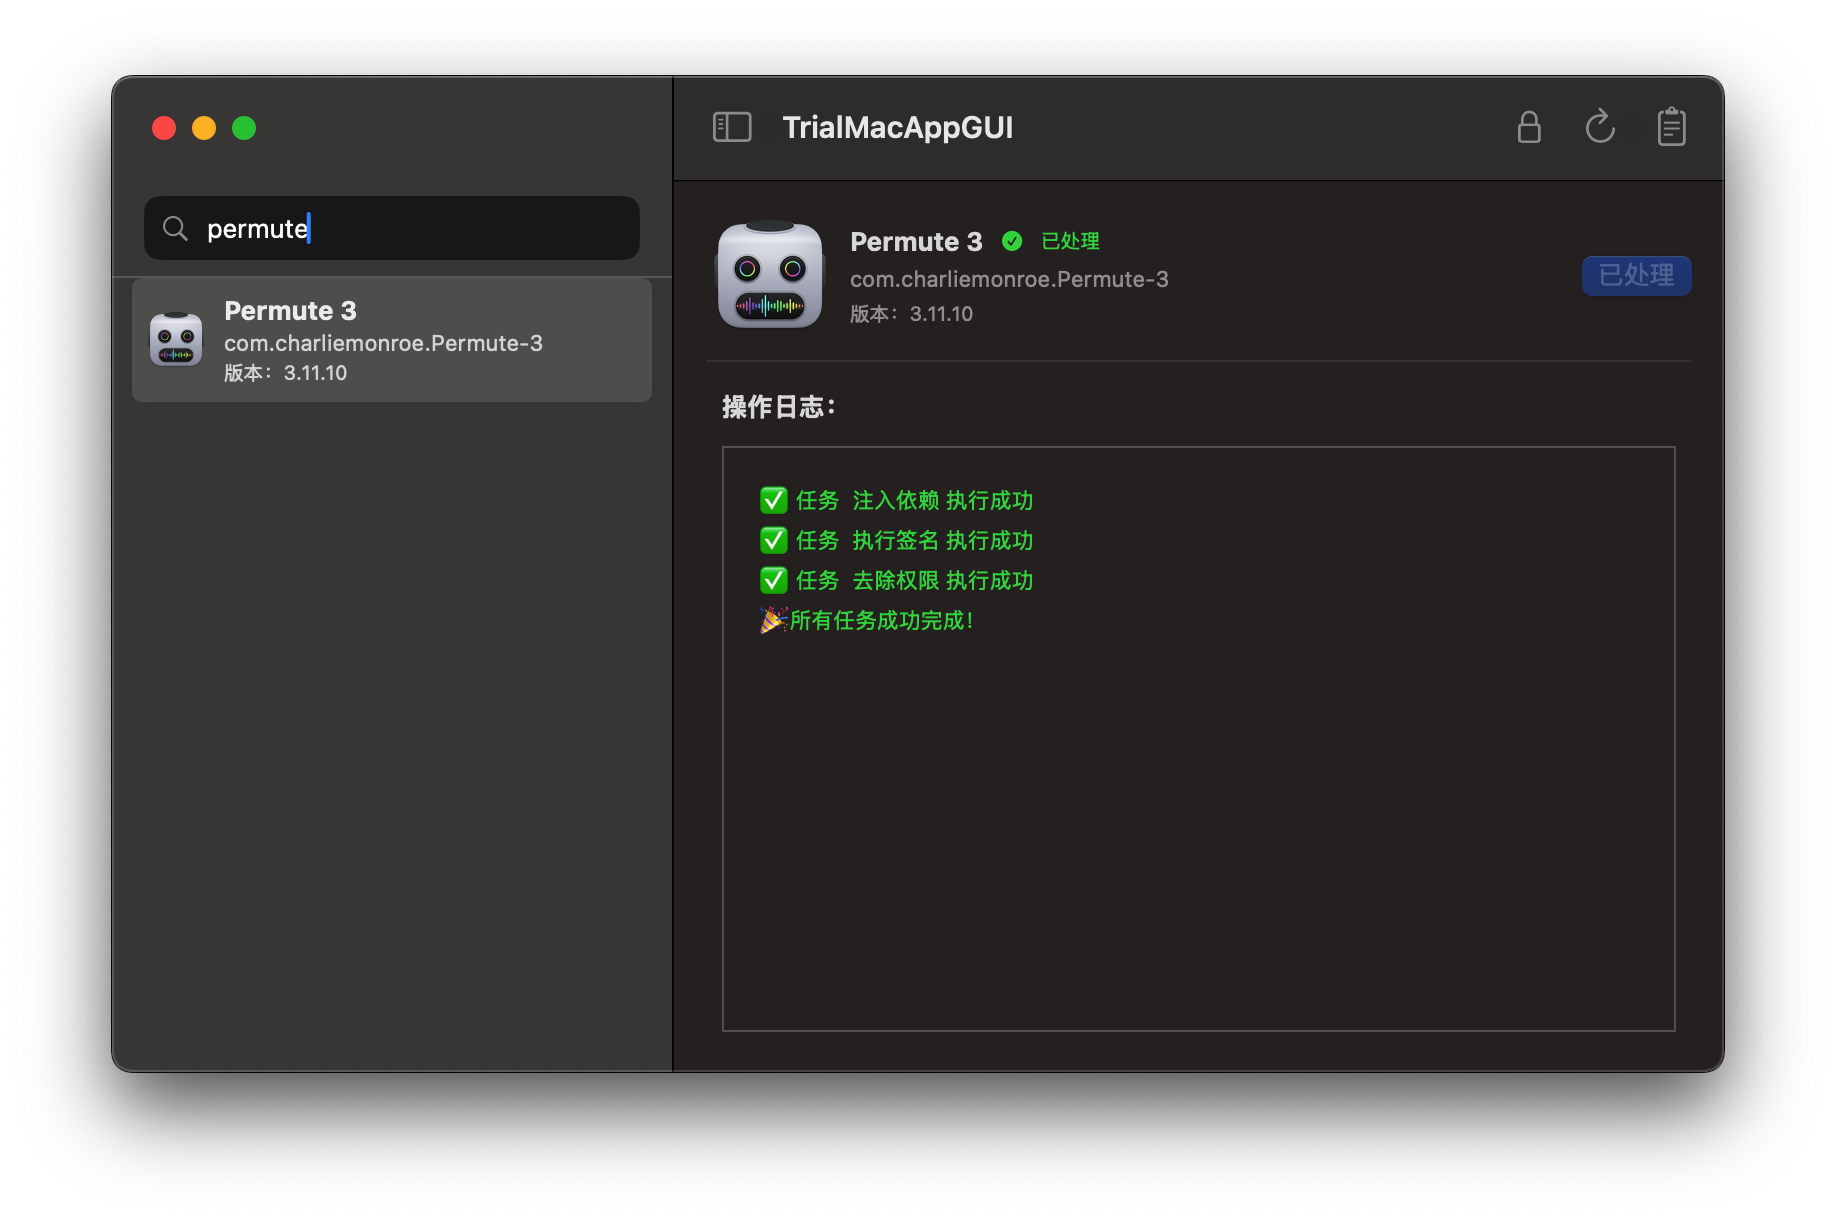 permute
Permute 3
com.charliemonroe.Permute-3
版本：3.11.10
TrialMacAppGUI
Permute 3 已处理
com.charliemonroe.Permute-3
版本：3.11.10
已处理
操作日志：
✅ 任务 注入依赖 执行成功
✅ 任务 执行签名 执行成功
✅ 任务 去除权限 执行成功
🎉所有任务成功完成！